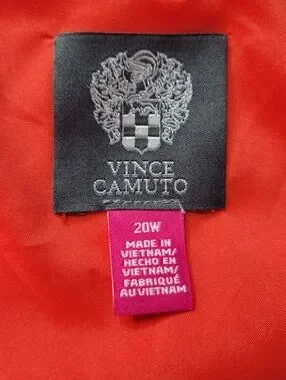 VINCE
CAMUTO
20W
MADE IN
VIETNAM/
HECHO EN
VIETNAM/
FABRIQUÉ
AU VIETNAM